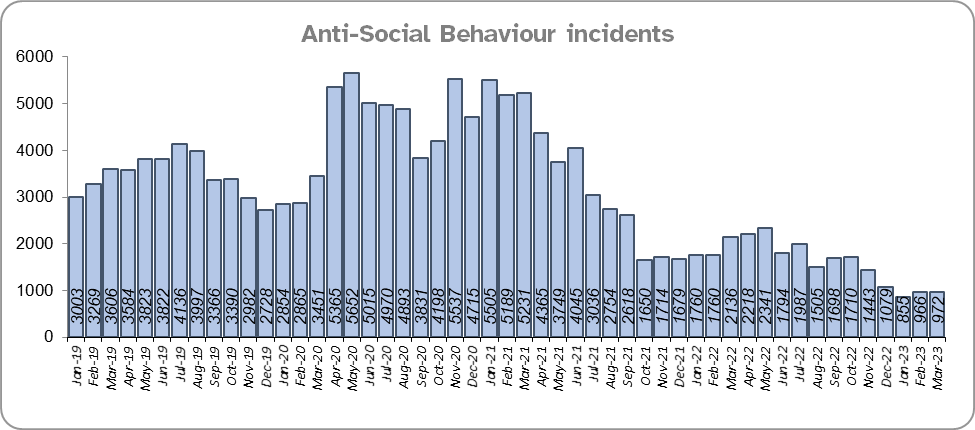 Anti-Social Behaviour incidents
6000
5000
4000
3000
2000
1000
0
3003 3269 3606 3584 3823 3822 4136 3997 3366 3390 2982 2728 2854 2865 3451 5365 5652 5015 4970 4893 3831 4198 5537 4715 5505 5189 5231 4365 3749 4045 3036 2754 2618 1650 1714 1679 1760 1760 2136 2218 2341 1794 1987 1505 1698 1710 1443 1079 966 972
Jan-19 Feb-19 Mar-19 Apr-19 May-19 Jun-19 Jul-19 Aug-19 Sep-19 Oct-19 Nov-19 Dec-19 Jan-20 Feb-20 Mar-20 Apr-20 May-20 Jun-20 Jul-20 Aug-20 Sep-20 Oct-20 Nov-20 Dec-20 Jan-21 Feb-21 Mar-21 Apr-21 May-21 Jun-21 Jul-21 Aug-21 Sep-21 Oct-21 Nov-21 Dec-21 Jan-22 Feb-22 Mar-22 Apr-22 May-22 Jun-22 Jul-22 Aug-22 Sep-22 Oct-22 Nov-22 Dec-22 Jan-23 Feb-23 Mar-23